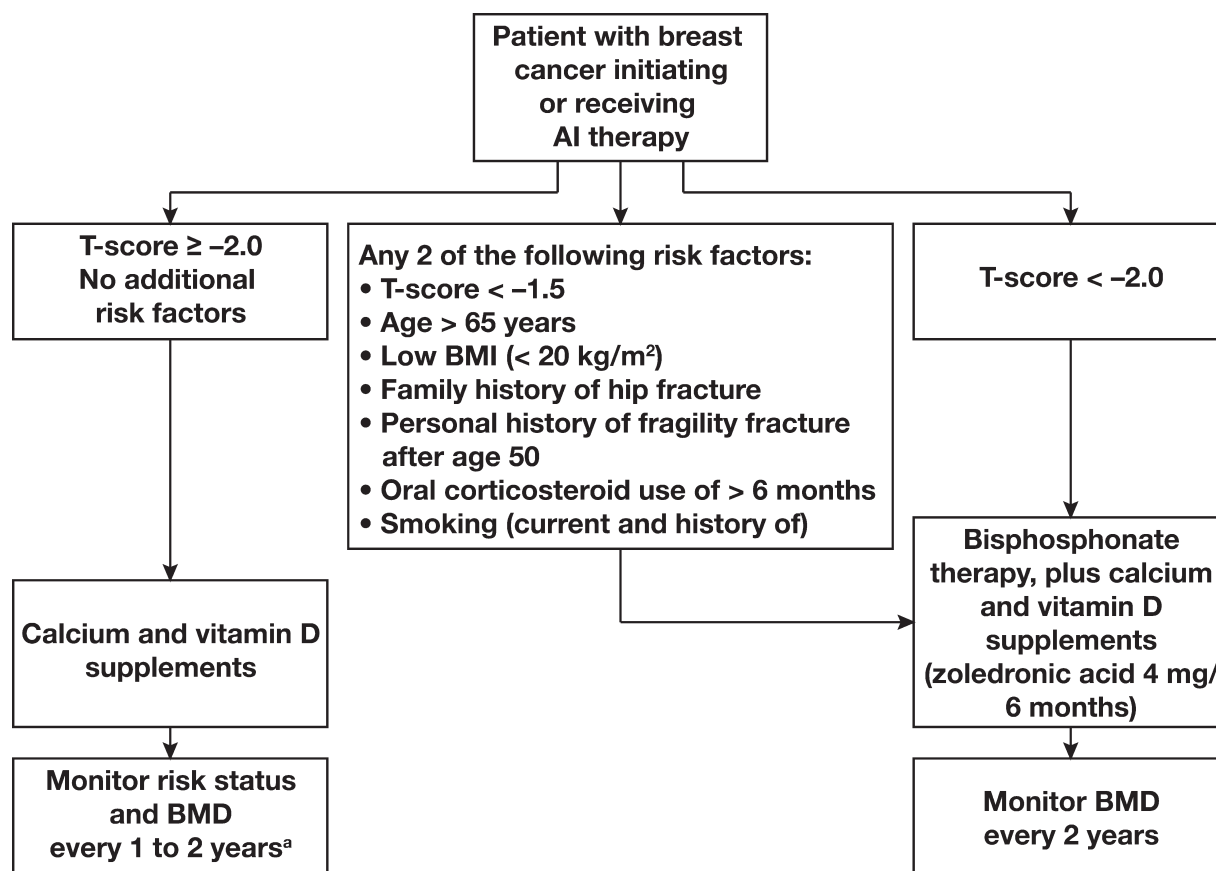 Patient with breast
cancer initiating
or receiving
AI therapy
T-score ≥ –2.0
No additional
risk factors
Any 2 of the following risk factors:
• T-score < –1.5
• Age > 65 years
• Low BMI (< 20 kg/m²)
• Family history of hip fracture
• Personal history of fragility fracture
after age 50
• Oral corticosteroid use of > 6 months
• Smoking (current and history of)
T-score < –2.0
Calcium and vitamin D
supplements
Bisphosphonate
therapy, plus calcium
and vitamin D
supplements
(zoledronic acid 4 mg/
6 months)
Monitor risk status
and BMD
every 1 to 2 yearsᵃ
Monitor BMD
every 2 years